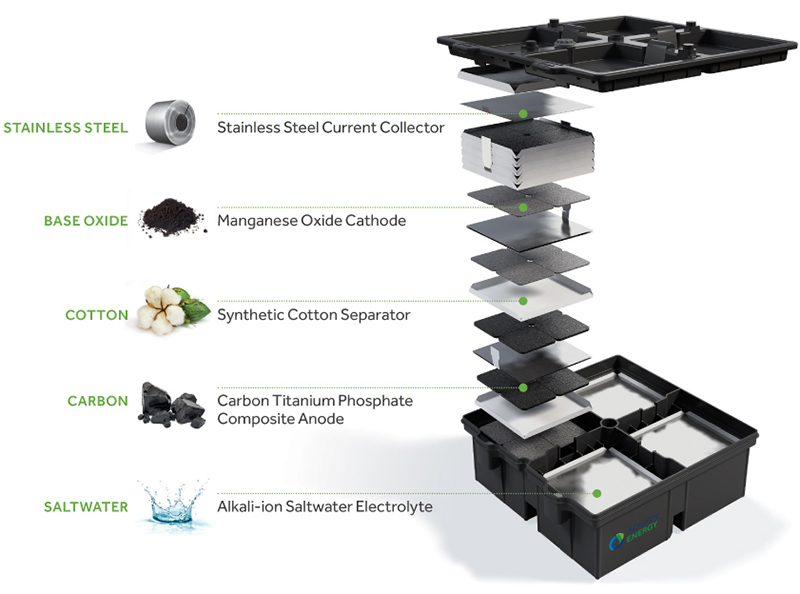 STAINLESS STEEL
Stainless Steel Current Collector
BASE OXIDE
Manganese Oxide Cathode
COTTON
Synthetic Cotton Separator
CARBON
Carbon Titanium Phosphate
Composite Anode
SALTWATER
Alkali-ion Saltwater Electrolyte
ENERGY